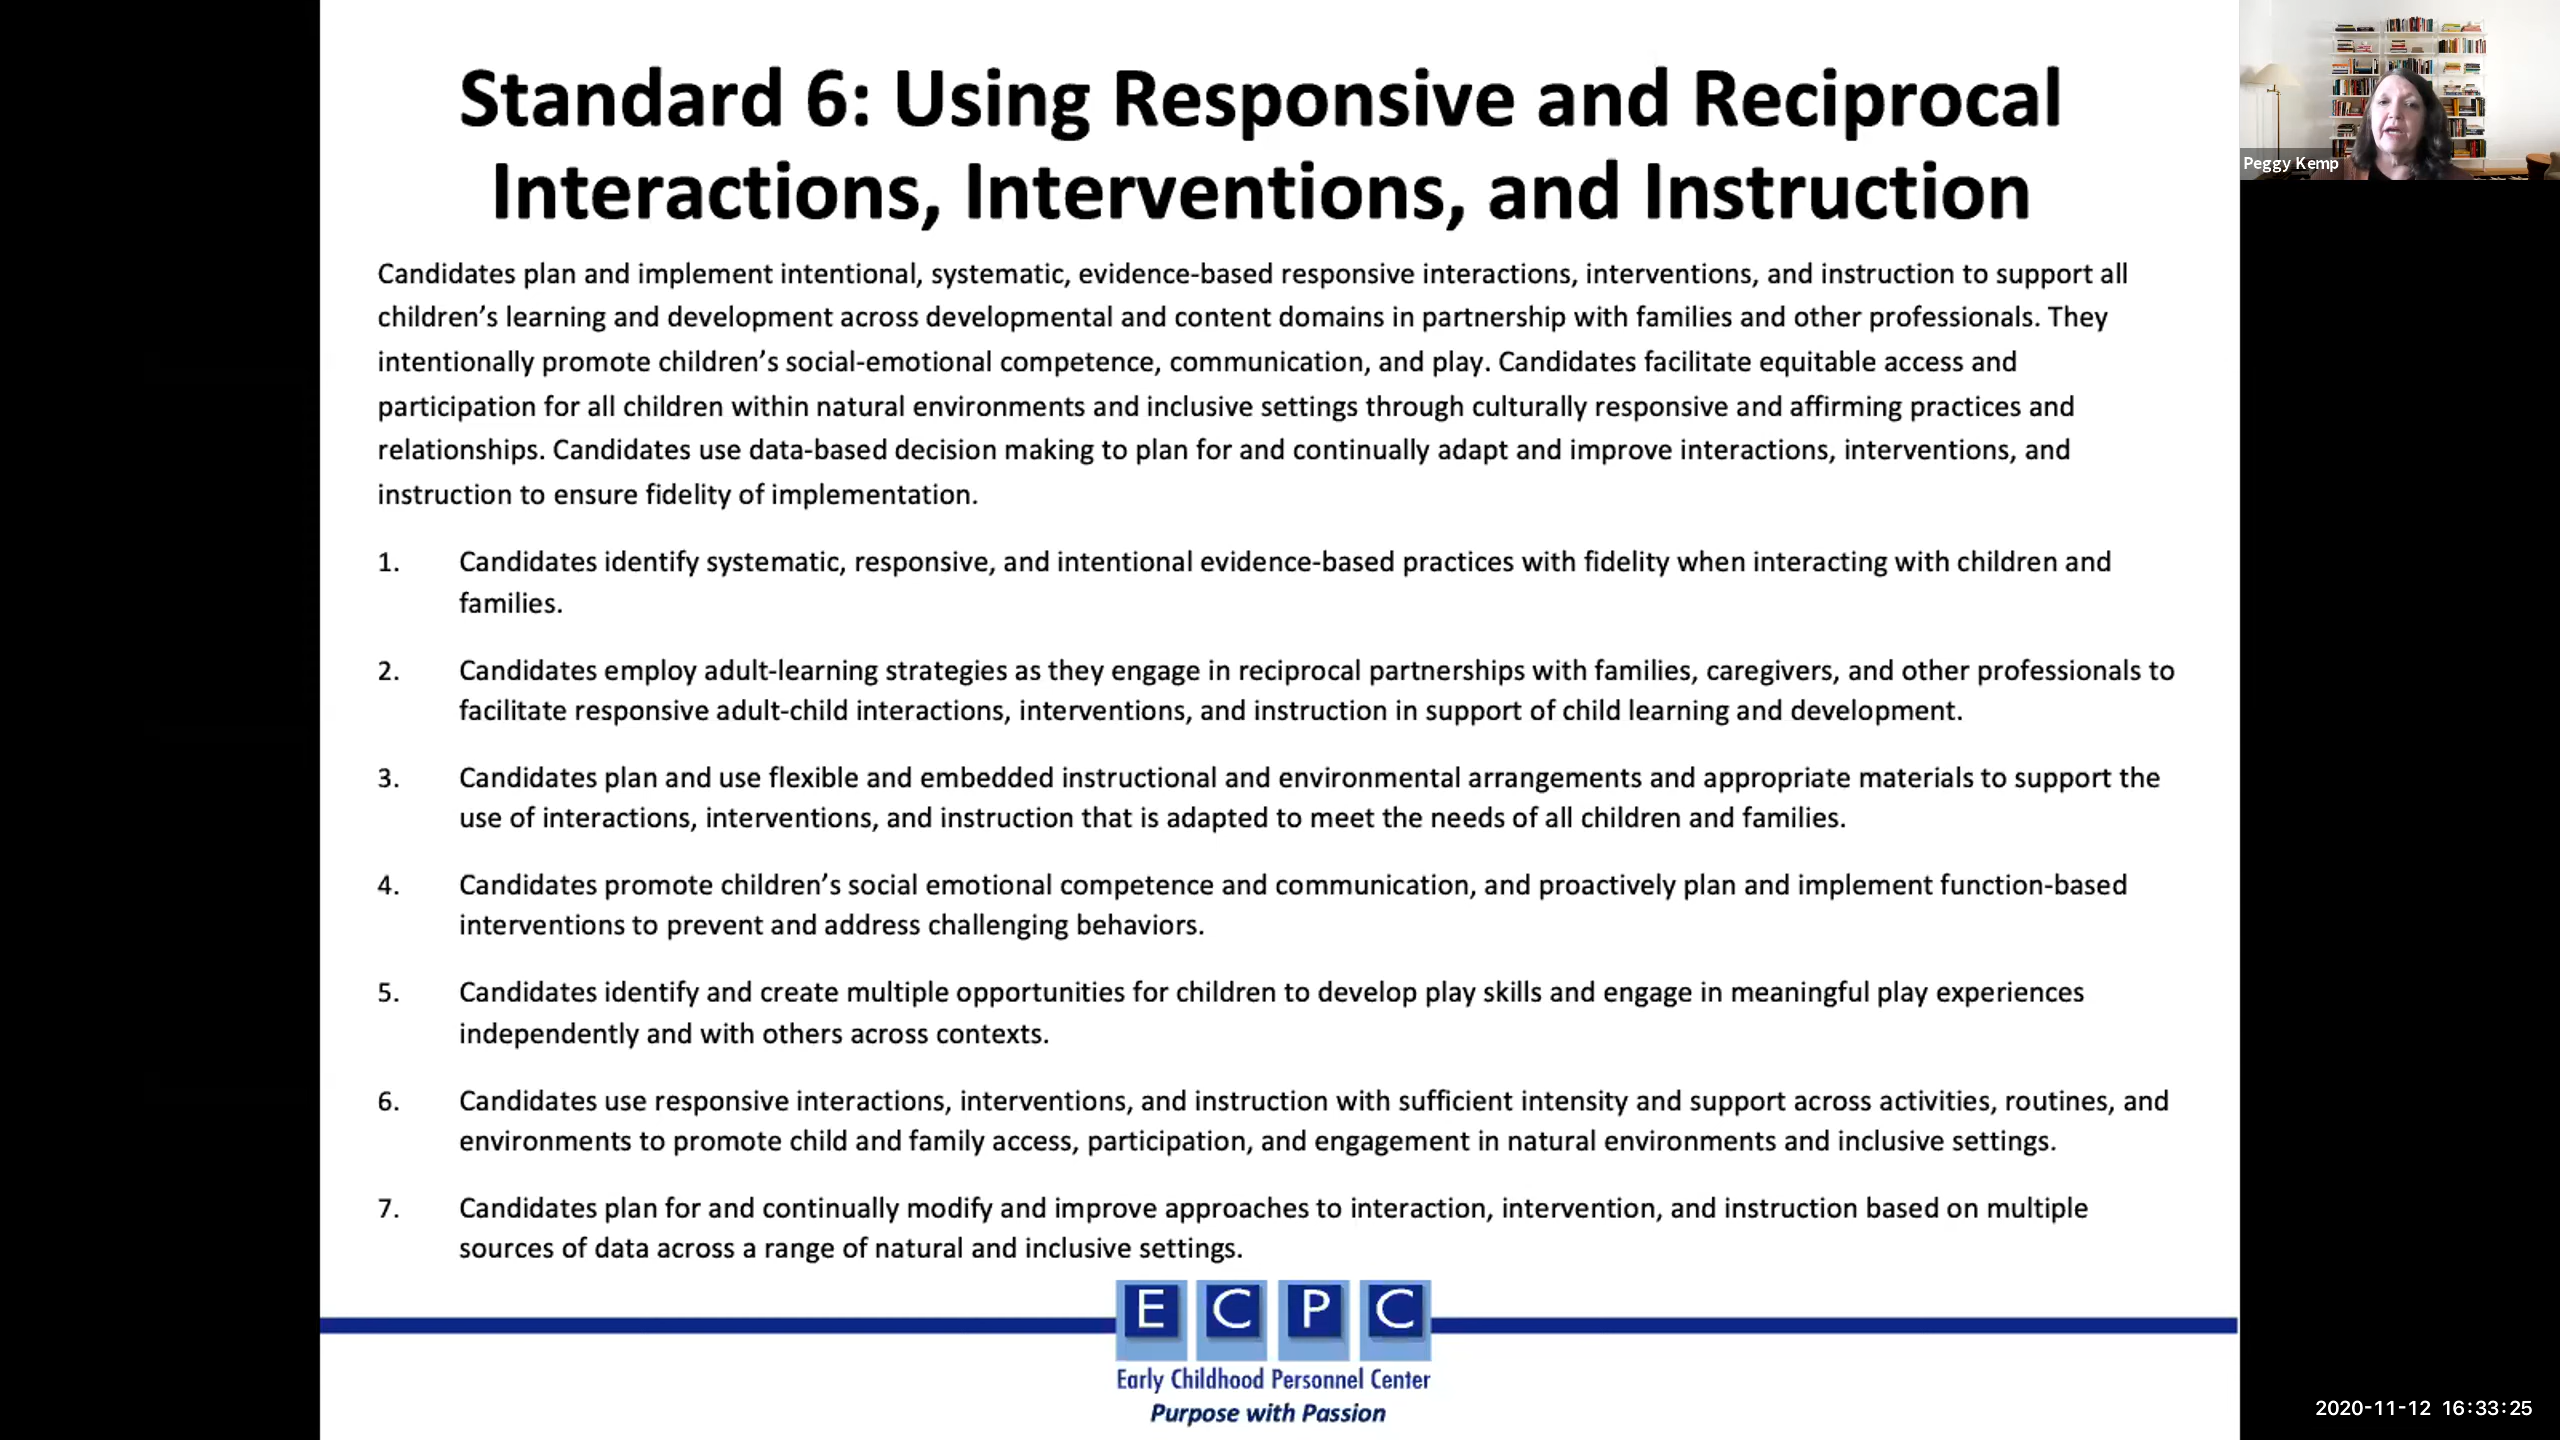 Standard 6: Using Responsive and Reciprocal
Interactions, Interventions, and Instruction
Peggy Kemp
Candidates plan and implement intentional, systematic, evidence-based responsive interactions, interventions, and instruction to support all
children’s learning and development across developmental and content domains in partnership with families and other professionals. They
intentionally promote children’s social-emotional competence, communication, and play. Candidates facilitate equitable access and
participation for all children within natural environments and inclusive settings through culturally responsive and affirming practices and
relationships. Candidates use data-based decision making to plan for and continually adapt and improve interactions, interventions, and
instruction to ensure fidelity of implementation.
1. Candidates identify systematic, responsive, and intentional evidence-based practices with fidelity when interacting with children and
families.
2. Candidates employ adult-learning strategies as they engage in reciprocal partnerships with families, caregivers, and other professionals to
facilitate responsive adult-child interactions, interventions, and instruction in support of child learning and development.
3. Candidates plan and use flexible and embedded instructional and environmental arrangements and appropriate materials to support the
use of interactions, interventions, and instruction that is adapted to meet the needs of all children and families.
4. Candidates promote children’s social emotional competence and communication, and proactively plan and implement function-based
interventions to prevent and address challenging behaviors.
5. Candidates identify and create multiple opportunities for children to develop play skills and engage in meaningful play experiences
independently and with others across contexts.
6. Candidates use responsive interactions, interventions, and instruction with sufficient intensity and support across activities, routines, and
environments to promote child and family access, participation, and engagement in natural environments and inclusive settings.
7. Candidates plan for and continually modify and improve approaches to interaction, intervention, and instruction based on multiple
sources of data across a range of natural and inclusive settings.
E C P C
Early Childhood Personnel Center
Purpose with Passion
2020-11-12 16:33:25